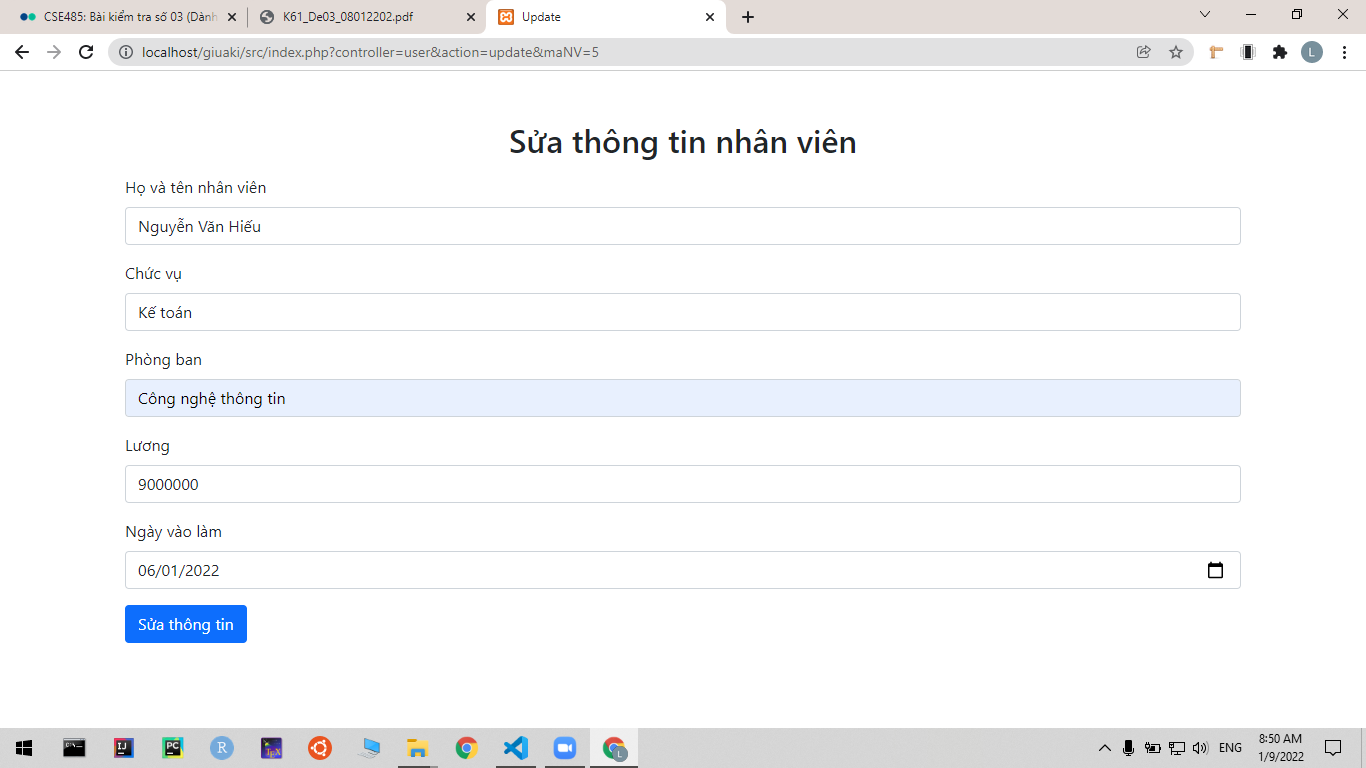 CSE485: Bài kiểm tra số 03 (Dành
K61_De03_08012202.pdf
Update
localhost/giuaki/src/index.php?controller=user&action=update&maNV=5
L
Sửa thông tin nhân viên
Họ và tên nhân viên
Nguyễn Văn Hiếu
Chức vụ
Kế toán
Phòng ban
Công nghệ thông tin
Lương
9000000
Ngày vào làm
06/01/2022
Sửa thông tin
IJ
PC
R
TEX
L
ENG
8:50 AM
1/9/2022